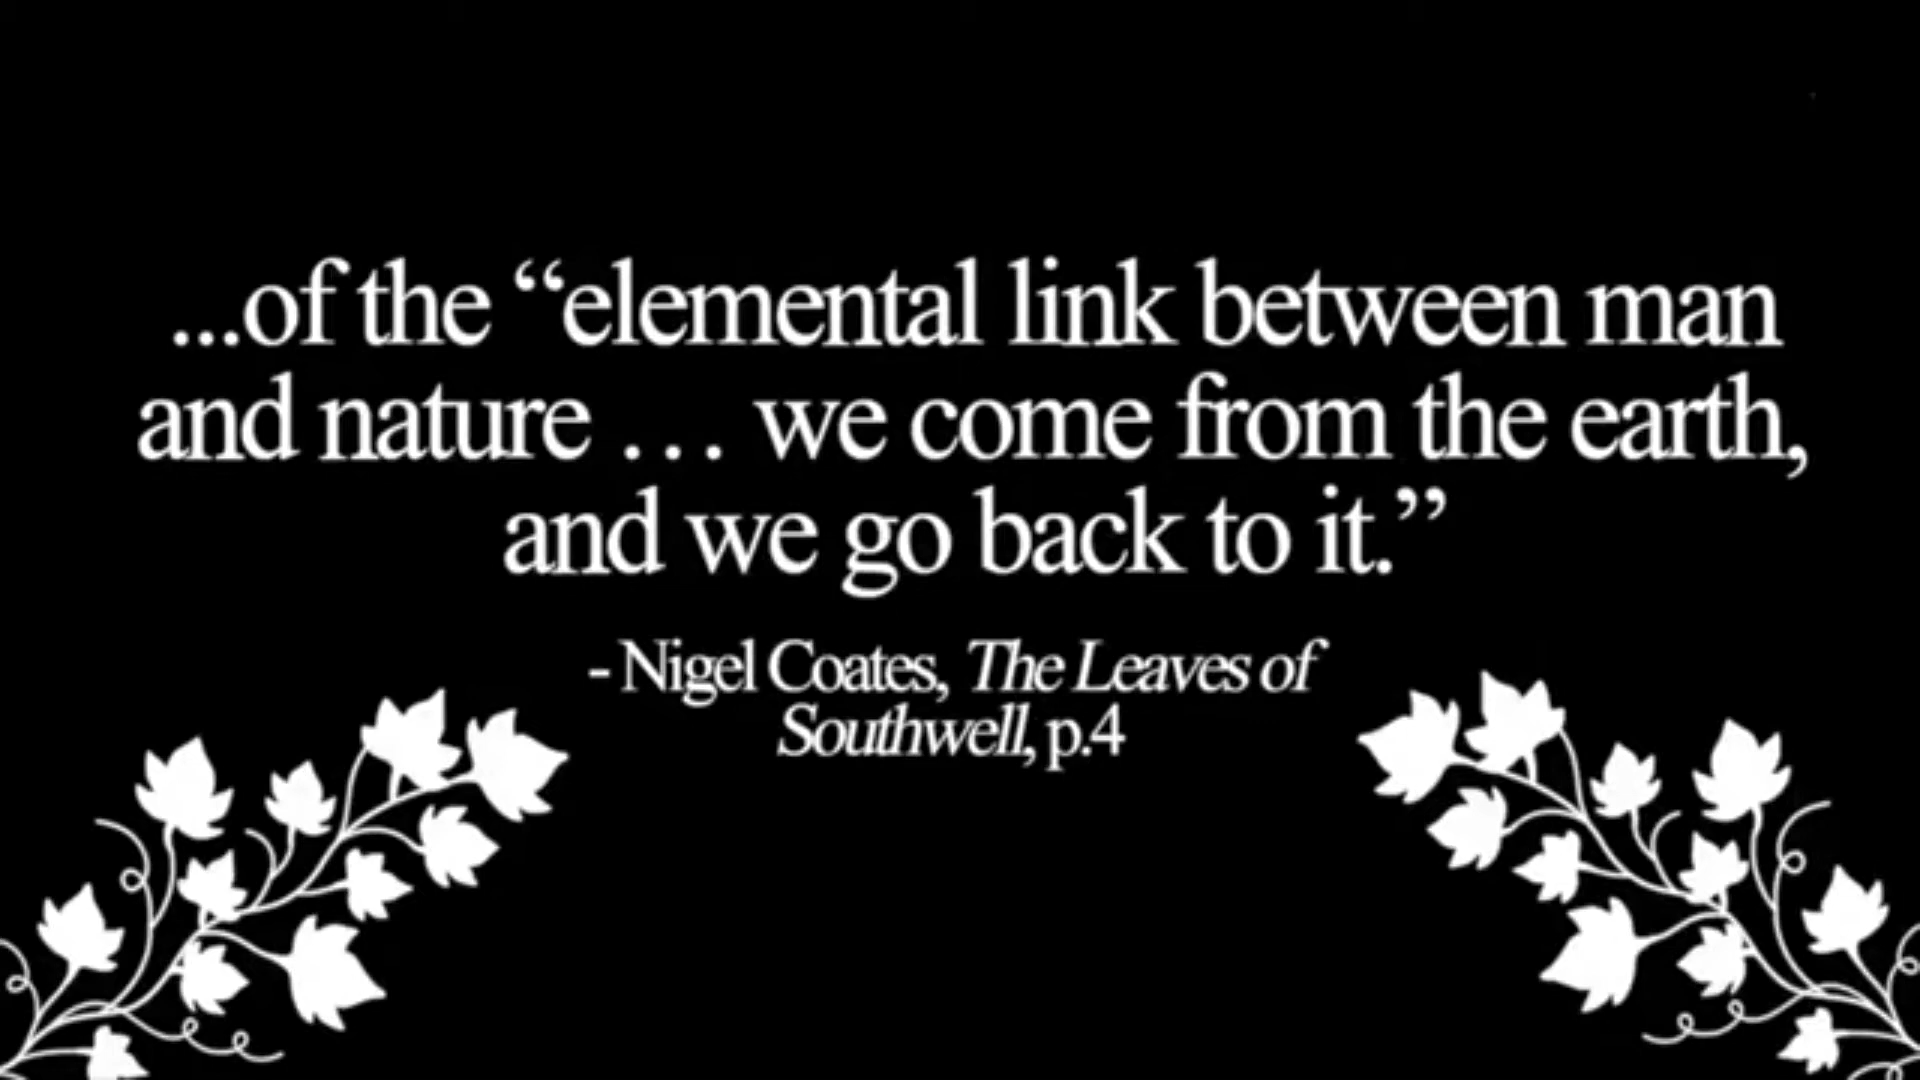 ...of the “elemental link between man
and nature … we come from the earth,
and we go back to it.”
- Nigel Coates, The Leaves of
Southwell, p.4